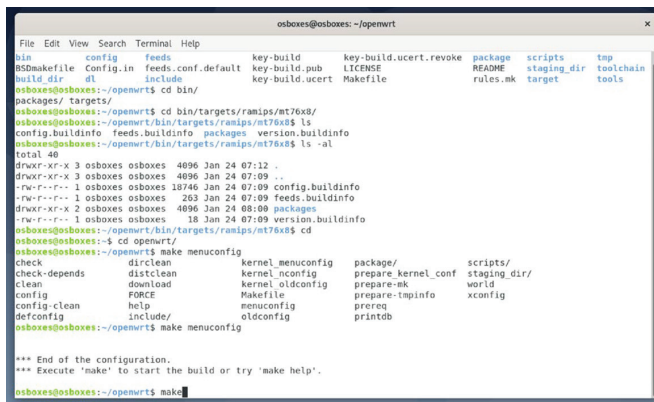 osboxes@osboxes: ~/openwrt ×
File Edit View Search Terminal Help
bin config feeds key-build key-build.ucert.revoke package scripts tmp
BSDmakefile Config.in feeds.conf.default key-build.pub LICENSE README staging_dir toolchain
build_dir dl include key-build.ucert Makefile rules.mk target tools
osboxes@osboxes:~/openwrt$ cd bin/
packages/ targets/
osboxes@osboxes:~/openwrt$ cd bin/targets/ramips/mt76x8/
osboxes@osboxes:~/openwrt/bin/targets/ramips/mt76x8$ ls
config.buildinfo feeds.buildinfo packages version.buildinfo
osboxes@osboxes:~/openwrt/bin/targets/ramips/mt76x8$ ls -al
total 40
drwxr-xr-x 3 osboxes osboxes 4096 Jan 24 07:12 .
drwxr-xr-x 3 osboxes osboxes 4096 Jan 24 07:09 ..
-rw-r--r-- 1 osboxes osboxes 18746 Jan 24 07:09 config.buildinfo
-rw-r--r-- 1 osboxes osboxes 263 Jan 24 07:09 feeds.buildinfo
drwxr-xr-x 2 osboxes osboxes 4096 Jan 24 08:00 packages
-rw-r--r-- 1 osboxes osboxes 18 Jan 24 07:09 version.buildinfo
osboxes@osboxes:~/openwrt/bin/targets/ramips/mt76x8$ cd
osboxes@osboxes:~$ cd openwrt/
osboxes@osboxes:~/openwrt$ make menuconfig
check dirclean kernel_menuconfig package/ scripts/
check-depends distclean kernel_nconfig prepare_kernel_conf staging_dir/
clean download kernel_oldconfig prepare-mk world
config FORCE Makefile prepare-tmpinfo xconfig
config-clean help menuconfig prereq
defconfig include/ oldconfig printdb
osboxes@osboxes:~/openwrt$ make menuconfig
*** End of the configuration.
*** Execute 'make' to start the build or try 'make help'.
osboxes@osboxes:~/openwrt$ make